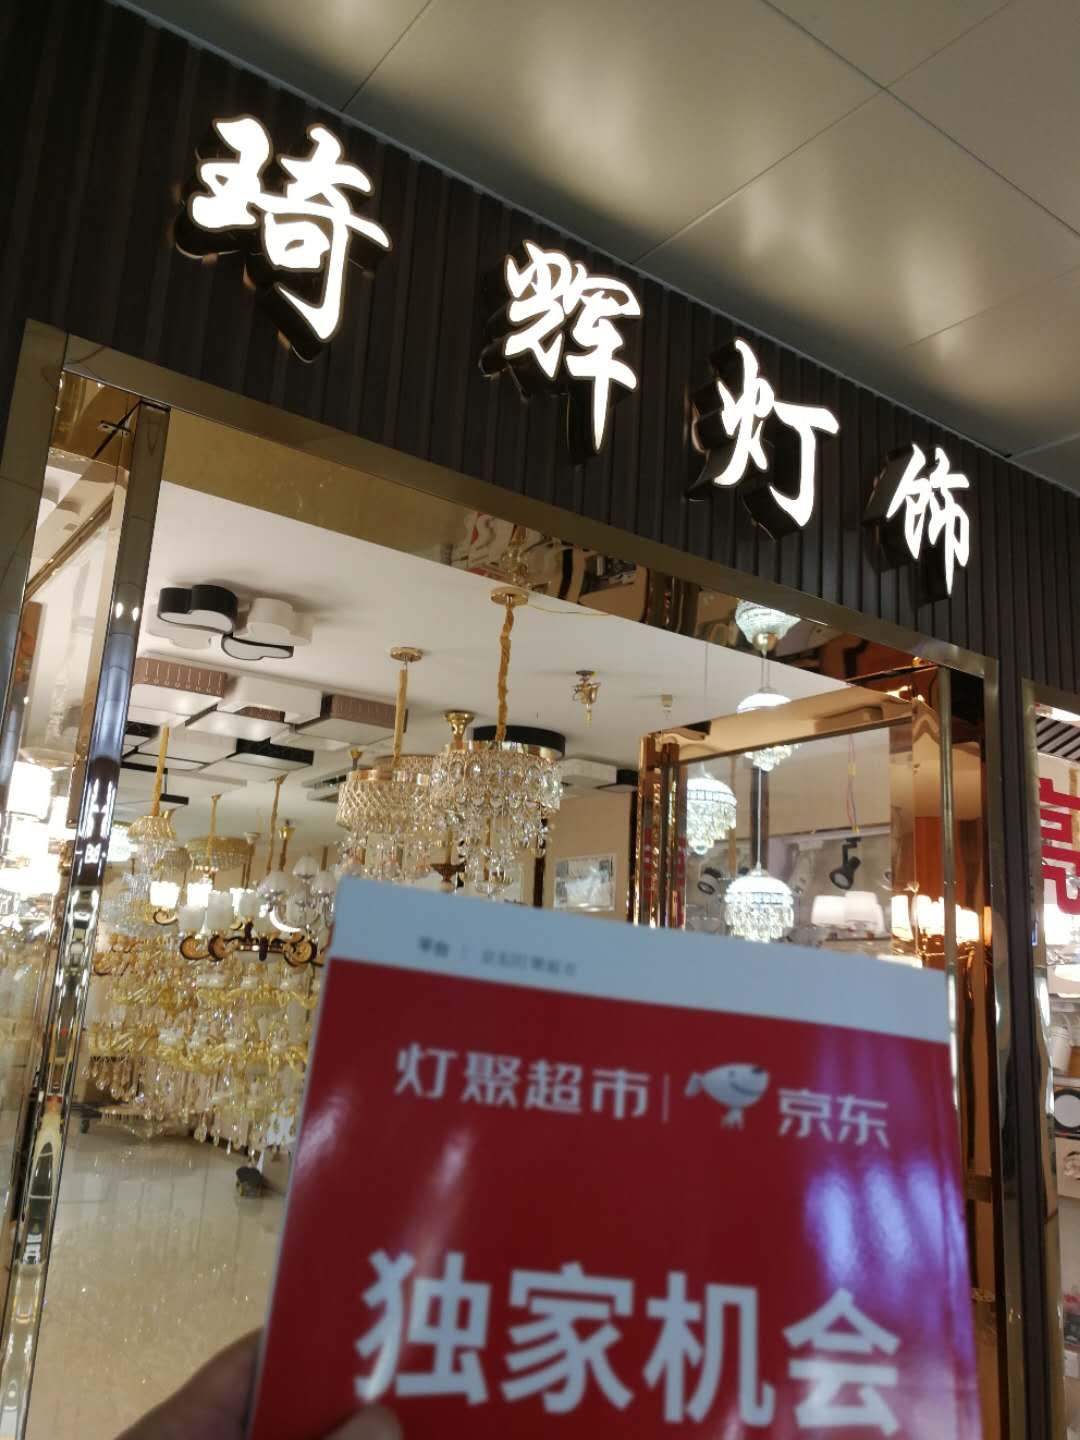 琦辉灯饰
灯聚超市 | 京东
独家机会